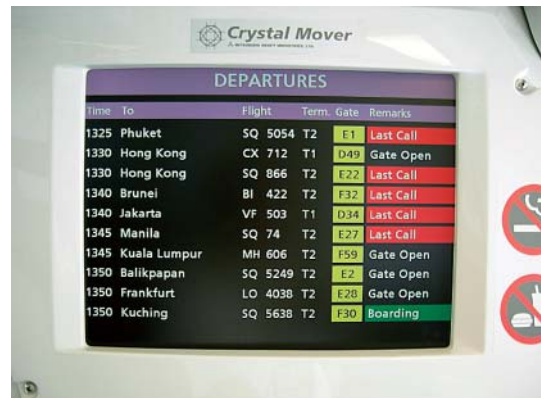 Crystal Mover
MITSUBISHI HEAVY INDUSTRIES, LTD.
DEPARTURES
Time To Flight Term. Gate Remarks
1325 Phuket SQ 5054 T2 E1 Last Call
1330 Hong Kong CX 712 T1 D49 Gate Open
1330 Hong Kong SQ 866 T2 E22 Last Call
1340 Brunei BI 422 T2 F32 Last Call
1340 Jakarta VF 503 T1 D34 Last Call
1345 Manila SQ 74 T2 E27 Last Call
1345 Kuala Lumpur MH 606 T2 F59 Gate Open
1350 Balikpapan SQ 5249 T2 E2 Gate Open
1350 Frankfurt LO 4038 T2 E28 Gate Open
1350 Kuching SQ 5638 T2 F30 Boarding